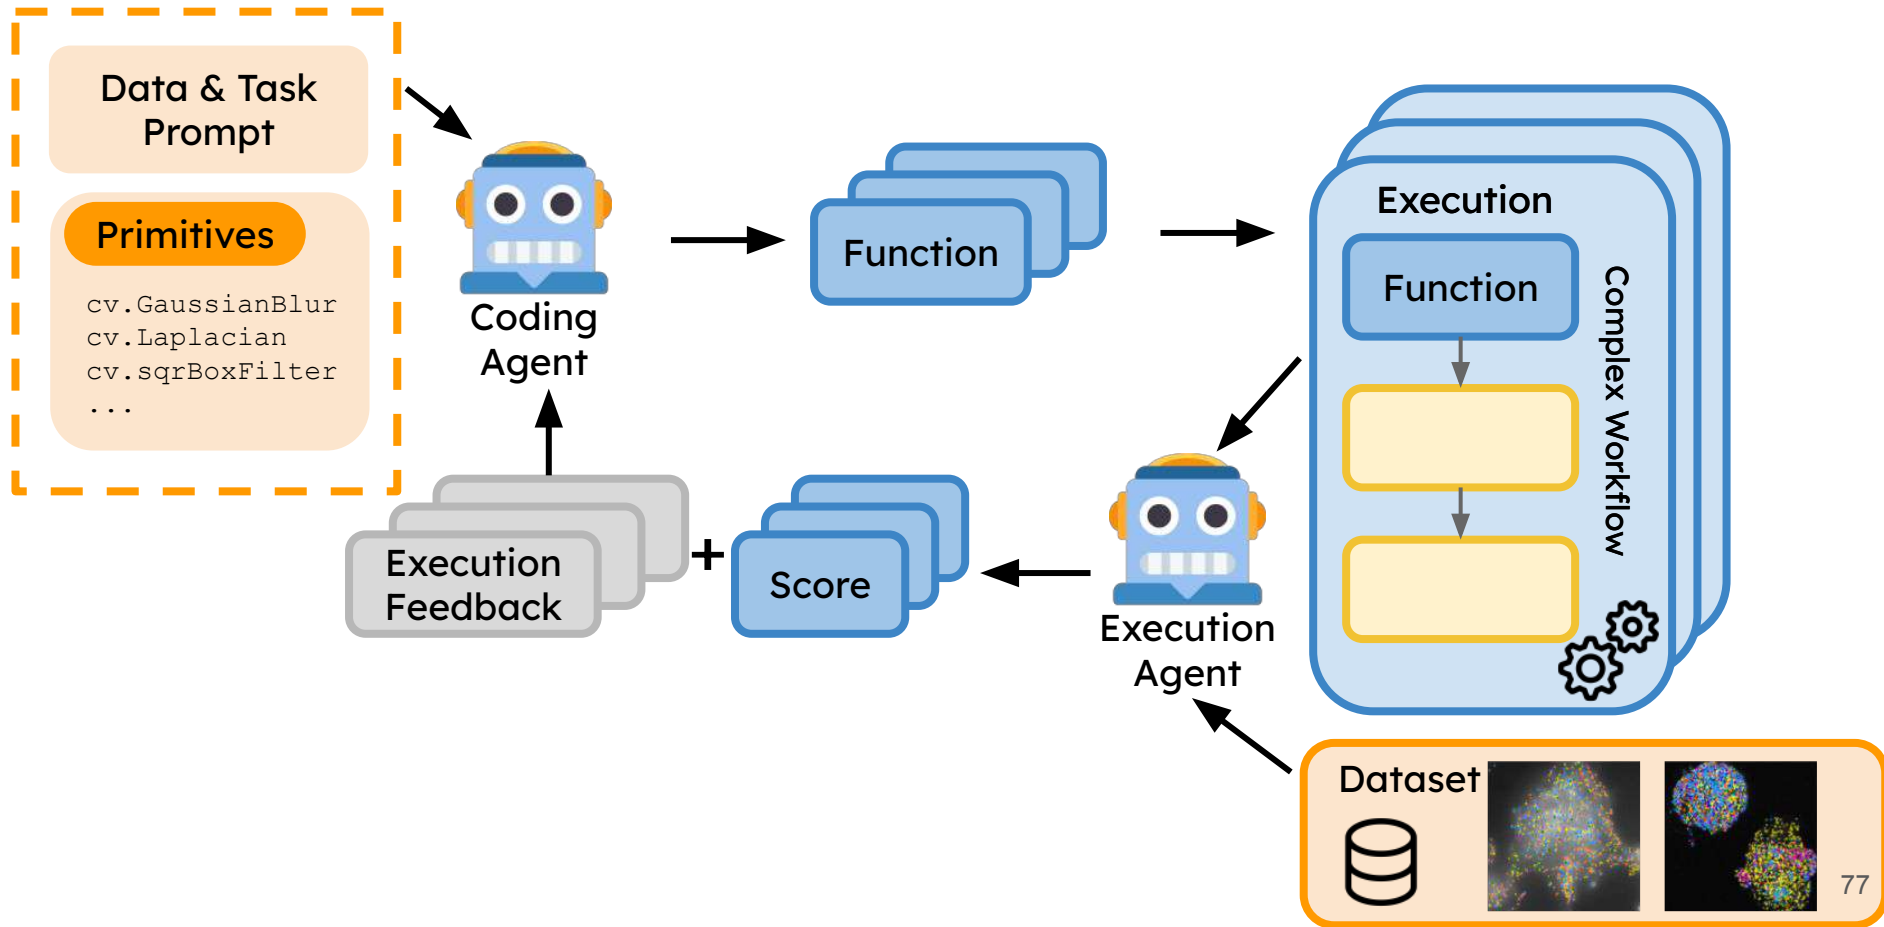 Data & Task
Prompt
Primitives
cv.GaussianBlur
cv.Laplacian
cv.sqrBoxFilter
...
Coding
Agent
Function
Execution
Function
Complex Workflow
Execution
Feedback
+
Score
Execution
Agent
Dataset
77